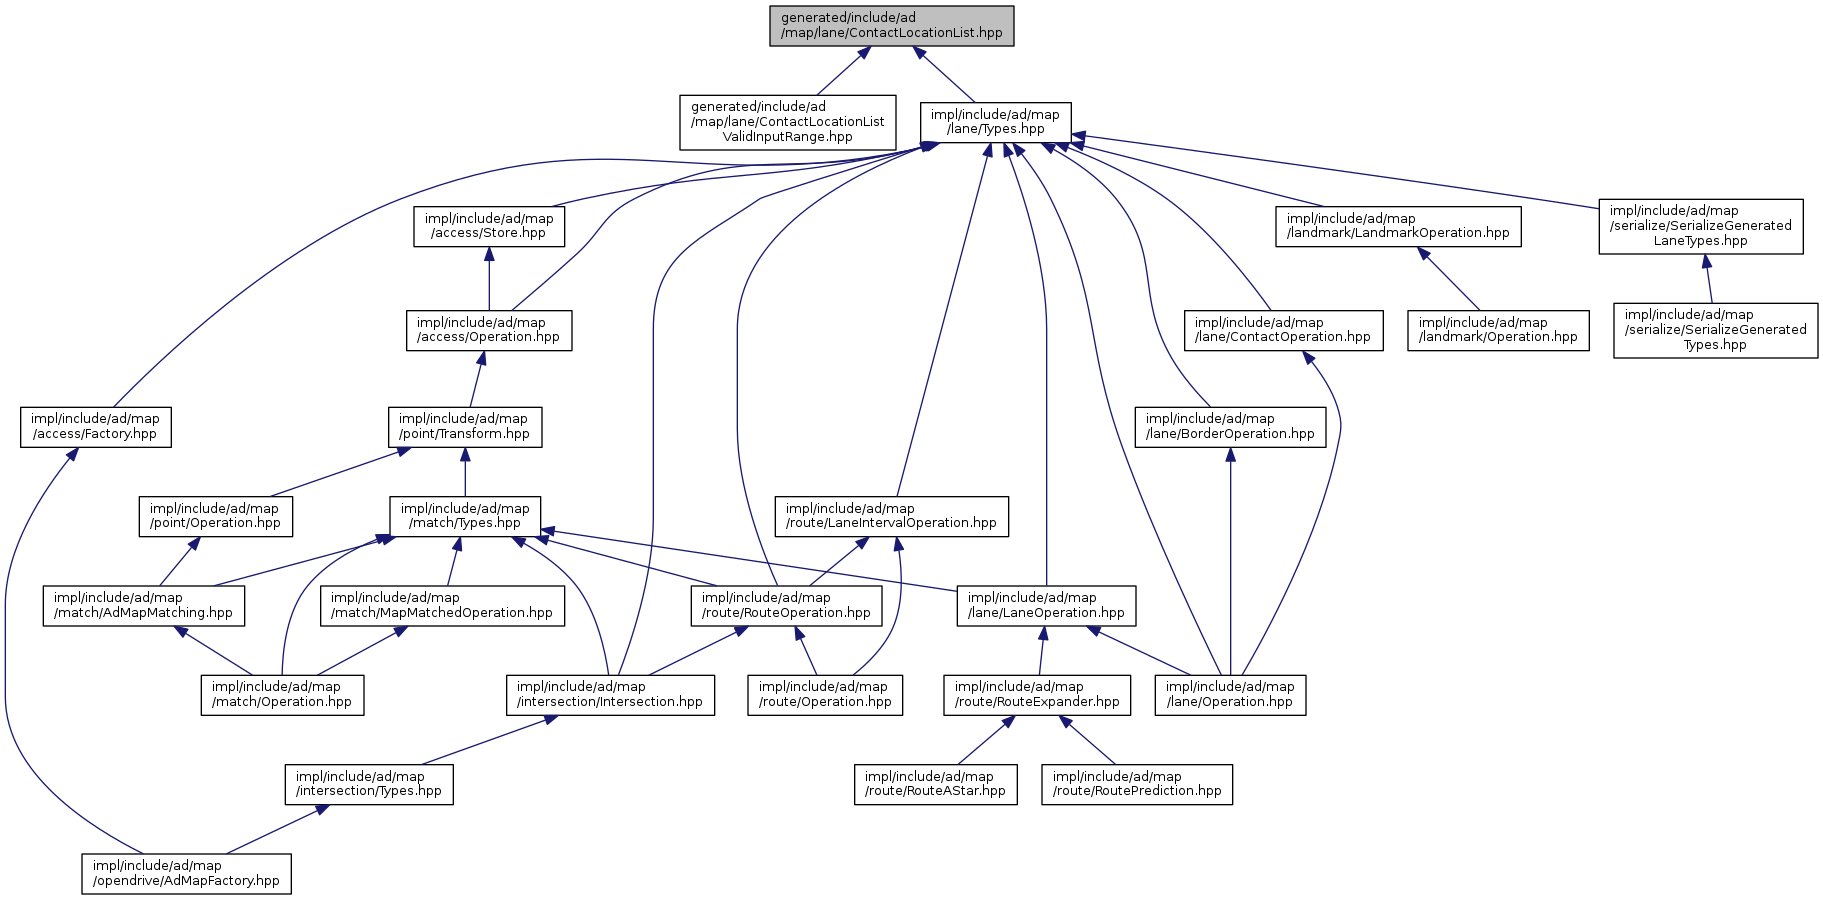 generated/include/ad
/map/lane/ContactLocationList.hpp
generated/include/ad
/map/lane/ContactLocationList
ValidInputRange.hpp
impl/include/ad/map
/lane/Types.hpp
impl/include/ad/map
/access/Store.hpp
impl/include/ad/map
/landmark/LandmarkOperation.hpp
impl/include/ad/map
/serialize/SerializeGenerated
LaneTypes.hpp
impl/include/ad/map
/access/Operation.hpp
impl/include/ad/map
/lane/ContactOperation.hpp
impl/include/ad/map
/landmark/Operation.hpp
impl/include/ad/map
/serialize/SerializeGenerated
Types.hpp
impl/include/ad/map
/access/Factory.hpp
impl/include/ad/map
/point/Transform.hpp
impl/include/ad/map
/lane/BorderOperation.hpp
impl/include/ad/map
/point/Operation.hpp
impl/include/ad/map
/match/Types.hpp
impl/include/ad/map
/route/LaneIntervalOperation.hpp
impl/include/ad/map
/match/AdMapMatching.hpp
impl/include/ad/map
/match/MapMatchedOperation.hpp
impl/include/ad/map
/route/RouteOperation.hpp
impl/include/ad/map
/lane/LaneOperation.hpp
impl/include/ad/map
/match/Operation.hpp
impl/include/ad/map
/intersection/Intersection.hpp
impl/include/ad/map
/route/Operation.hpp
impl/include/ad/map
/route/RouteExpander.hpp
impl/include/ad/map
/lane/Operation.hpp
impl/include/ad/map
/intersection/Types.hpp
impl/include/ad/map
/route/RouteAStar.hpp
impl/include/ad/map
/route/RoutePrediction.hpp
impl/include/ad/map
/opendrive/AdMapFactory.hpp